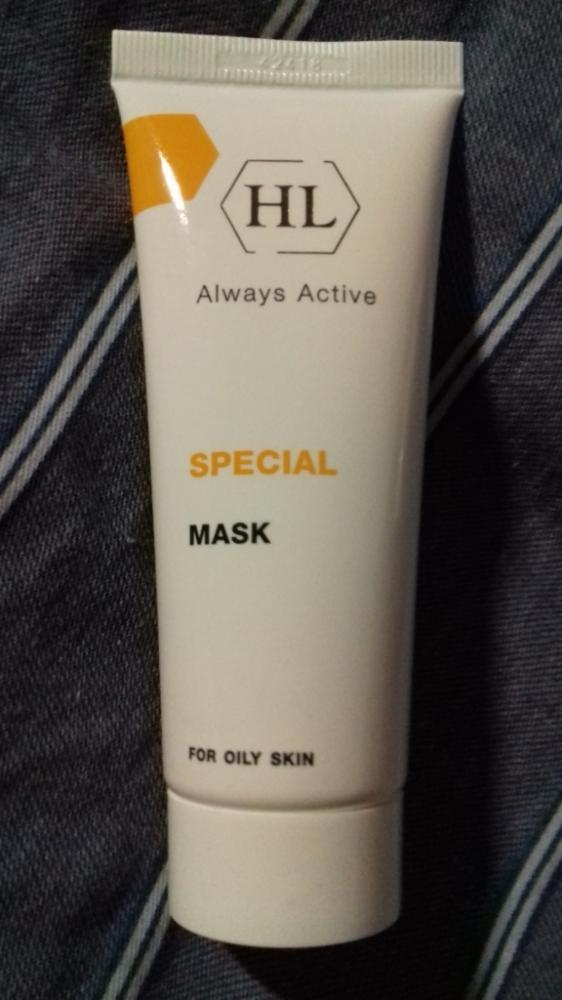 HL
Always Active
SPECIAL
MASK
FOR OILY SKIN